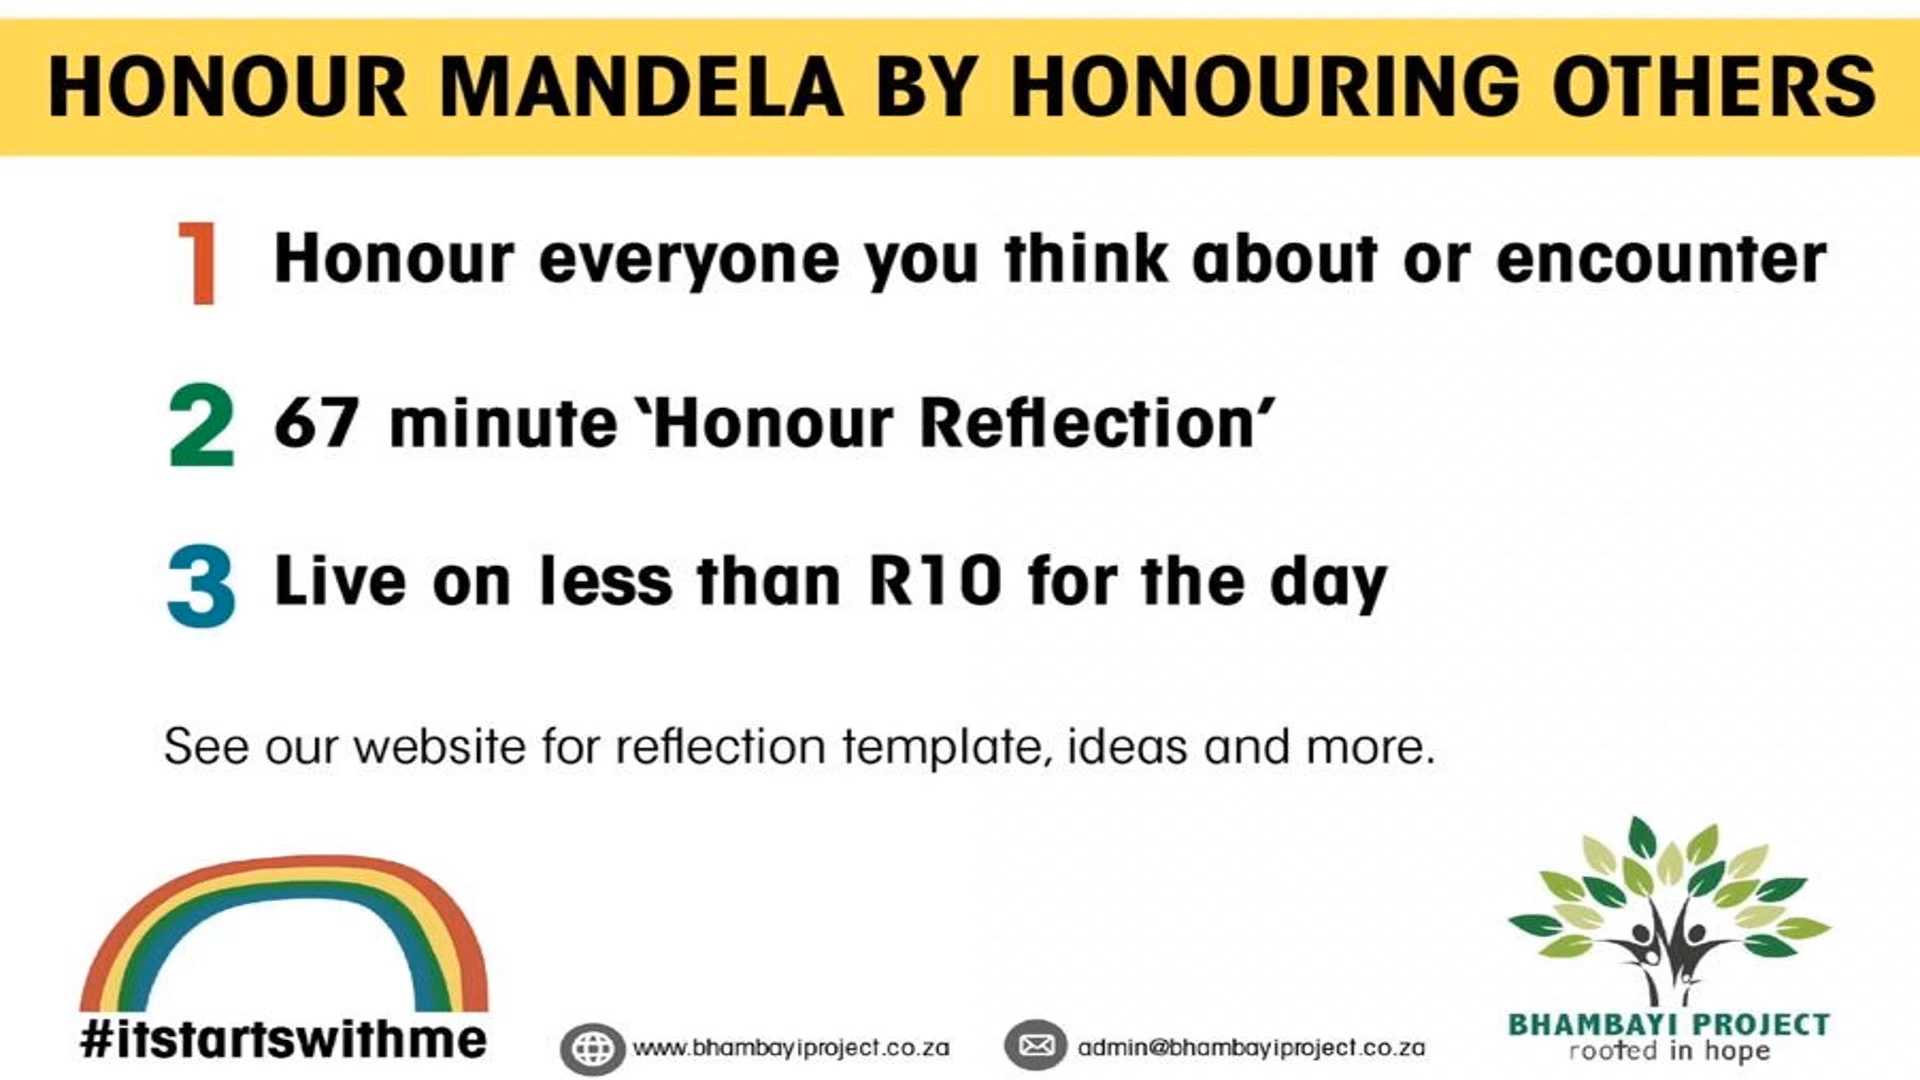 HONOUR MANDELA BY HONOURING OTHERS
1 Honour everyone you think about or encounter
2 67 minute ‘Honour Reflection’
3 Live on less than R10 for the day
See our website for reflection template, ideas and more.
#itstartswithme
www.bhambayiproject.co.za
admin@bhambayiproject.co.za
BHAMBAYI PROJECT
rooted in hope